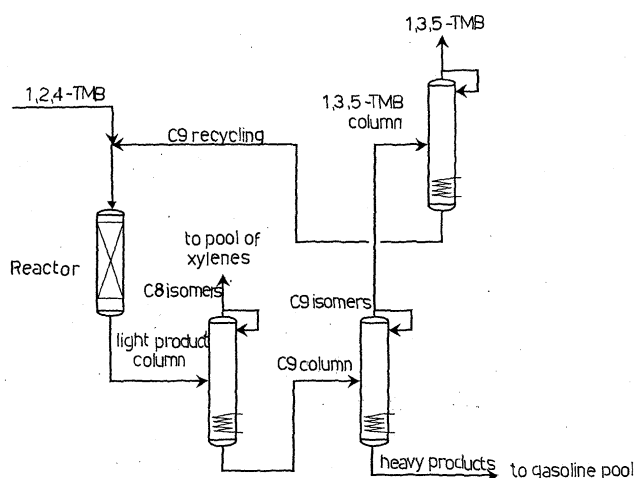 1,3,5-TMB
1,2,4-TMB
1,3,5-TMB
column
C9 recycling
to pool of
xylenes
Reactor
C8 isomers
C9 isomers
light product
column
C9 column
heavy products
to gasoline pool